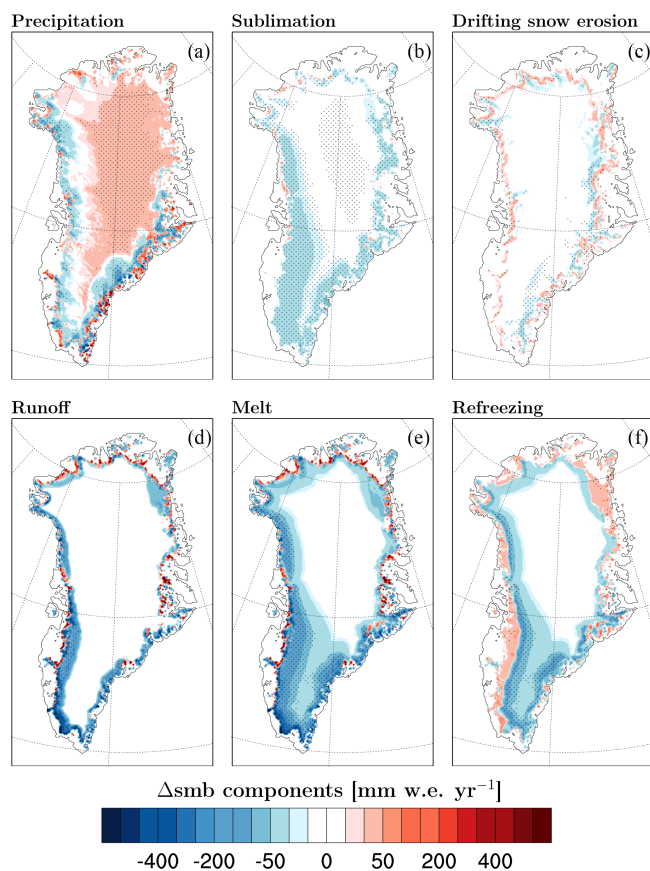 Precipitation
Sublimation
Drifting snow erosion
(a)
(b)
(c)
Runoff
Melt
Refreezing
(d)
(e)
(f)
Δsmb components [mm w.e. yr⁻¹]
-400 -200 -50 0 50 200 400